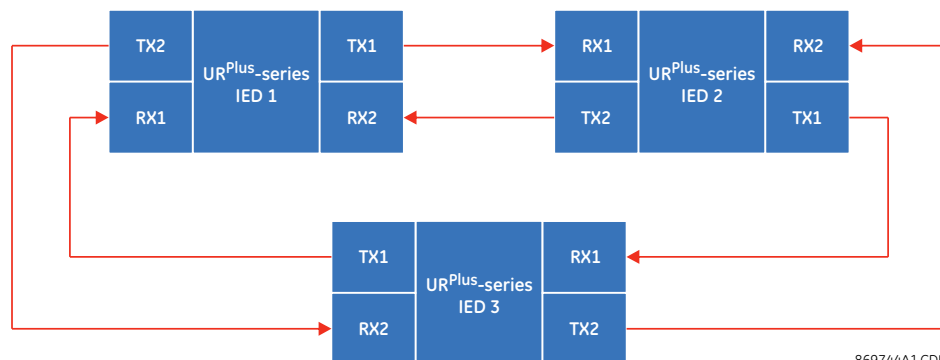 TX2
TX1
URPlus-series
IED 1
RX1
RX2
RX1
RX2
URPlus-series
IED 2
TX2
TX1
TX1
RX1
URPlus-series
IED 3
RX2
TX2